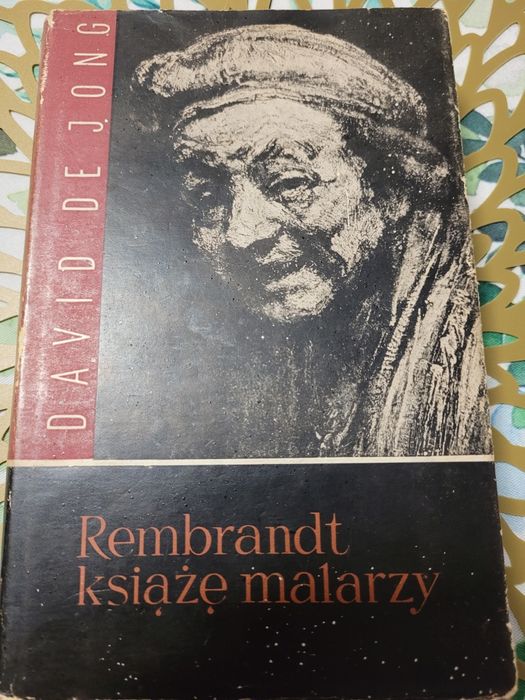 DAVID DE JONG
Rembrandt
książę malarzy